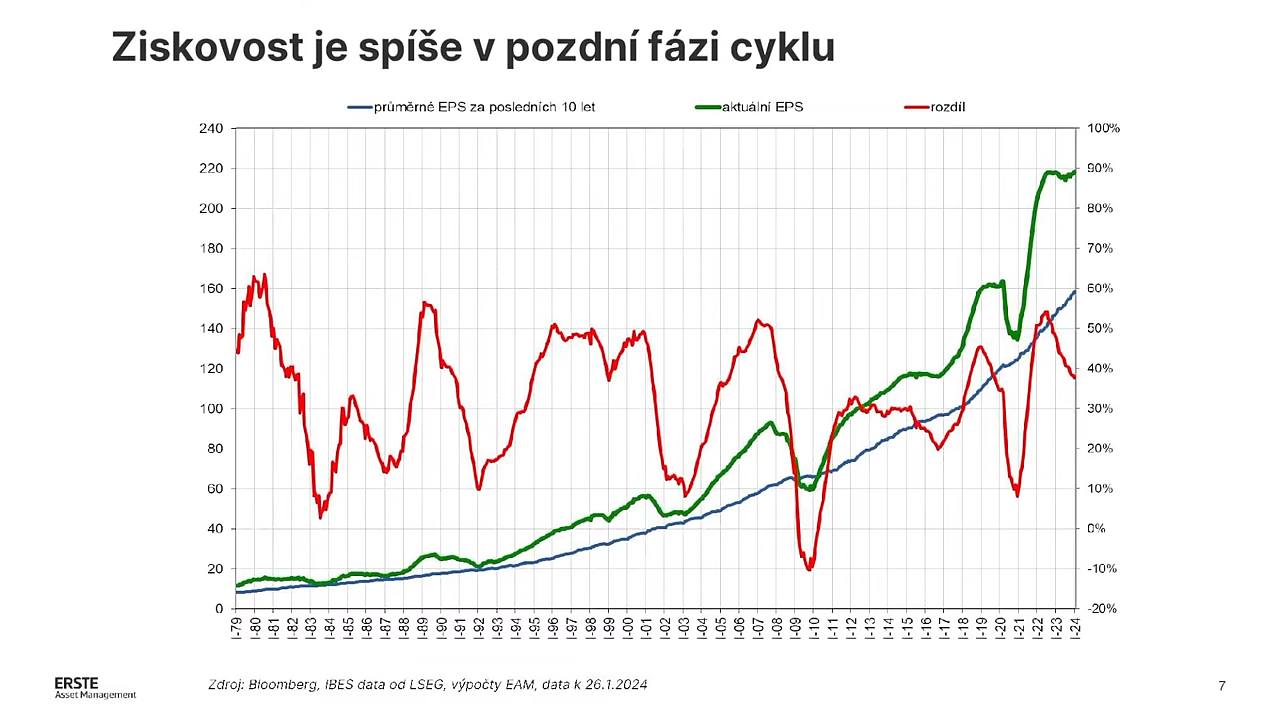 Ziskovost je spíše v pozdní fázi cyklu
průměrné EPS za posledních 10 let aktuální EPS rozdíl
240 100%
220 90%
200 80%
180 70%
160 60%
140 50%
120 40%
100 30%
80 20%
60 10%
40 0%
20 -10%
0 -20%
I-79 I-80 I-81 I-82 I-83 I-84 I-85 I-86 I-87 I-88 I-89 I-90 I-91 I-92 I-93 I-94 I-95 I-96 I-97 I-98 I-99 I-00 I-01 I-02 I-03 I-04 I-05 I-06 I-07 I-08 I-09 I-10 I-11 I-12 I-13 I-14 I-15 I-16 I-17 I-18 I-19 I-20 I-21 I-22 I-23 I-24
ERSTE
Asset Management
Zdroj: Bloomberg, IBES data od LSEG, výpočty EAM, data k 26.1.2024
7